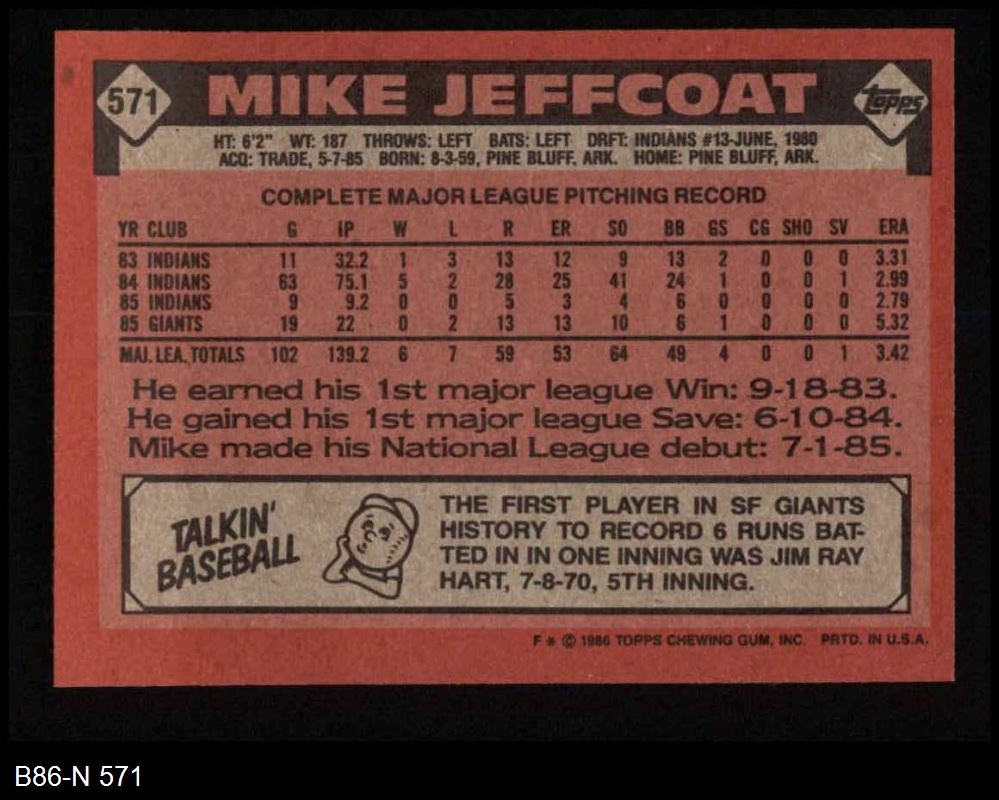 571 MIKE JEFFCOAT Topps
HT: 6'2" WT: 187 THROWS: LEFT BATS: LEFT DRFT: INDIANS #13-JUNE, 1980
ACQ: TRADE, 5-7-85 BORN: 8-3-59, PINE BLUFF, ARK. HOME: PINE BLUFF, ARK.
COMPLETE MAJOR LEAGUE PITCHING RECORD
YR CLUB G IP W L R ER SO BB GS CG SHO SV ERA
83 INDIANS 11 32.2 1 3 13 12 9 13 2 0 0 0 3.31
84 INDIANS 63 75.1 5 2 28 25 41 24 1 0 0 1 2.99
85 INDIANS 9 9.2 0 0 5 3 4 6 0 0 0 0 2.79
85 GIANTS 19 22 0 2 13 13 10 6 1 0 0 0 5.32
MAJ. LEA. TOTALS 102 139.2 6 7 59 53 64 49 4 0 0 1 3.42
He earned his 1st major league Win: 9-18-83.
He gained his 1st major league Save: 6-10-84.
Mike made his National League debut: 7-1-85.
TALKIN'
BASEBALL
THE FIRST PLAYER IN SF GIANTS
HISTORY TO RECORD 6 RUNS BAT-
TED IN IN ONE INNING WAS JIM RAY
HART, 7-8-70, 5TH INNING.
F * © 1986 TOPPS CHEWING GUM, INC. PRTD. IN U.S.A.
B86-N 571